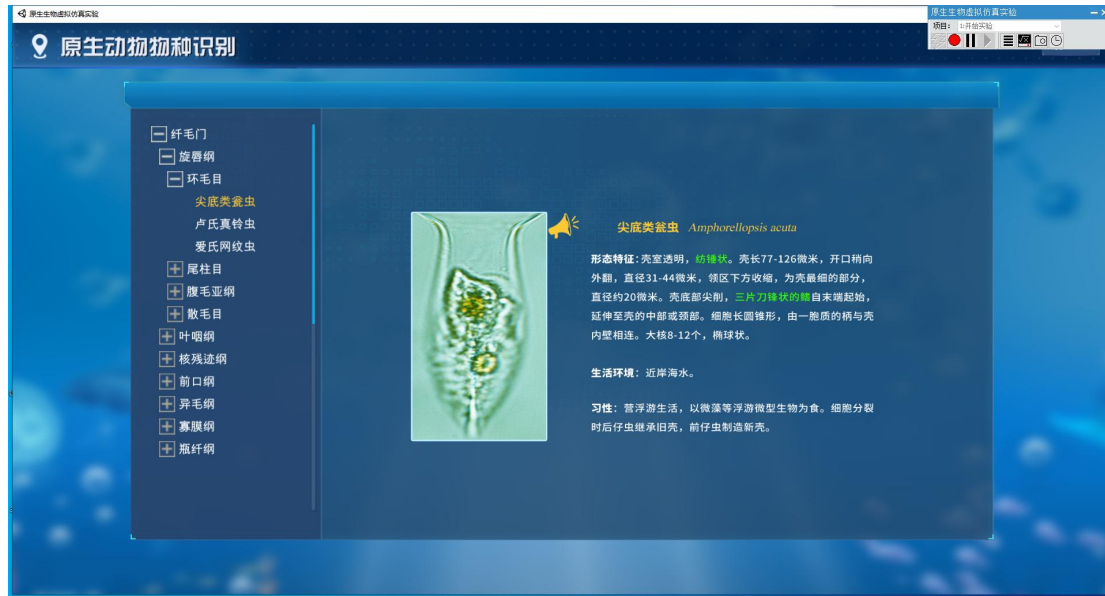 原生生物虚拟仿真实验
原生生物虚拟仿真实验
项目： 1:开始实验
原生动物物种识别
纤毛门
旋唇纲
环毛目
尖底类瓮虫
卢氏真铃虫
爱氏网纹虫
尾柱目
腹毛亚纲
散毛目
叶咽纲
核残迹纲
前口纲
异毛纲
寡膜纲
瓶纤纲
尖底类瓮虫 Amphorellopsis acuta
形态特征：壳室透明，纺锤状。壳长77-126微米，开口稍向
外翻，直径31-44微米，领区下方收缩，为壳最细的部分，
直径约20微米。壳底部尖削，三片刀锋状的鳍自末端起始，
延伸至壳的中部或颈部。细胞长圆锥形，由一胞质的柄与壳
内壁相连。大核8-12个，椭球状。
生活环境：近岸海水。
习性：营浮游生活，以微藻等浮游微型生物为食。细胞分裂
时后仔虫继承旧壳，前仔虫制造新壳。